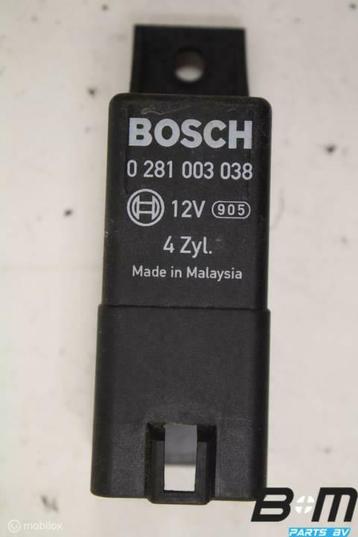 BOSCH
0 281 003 038
12V 905
4 Zyl.
Made in Malaysia
B+M
PARTS BV
mobilox